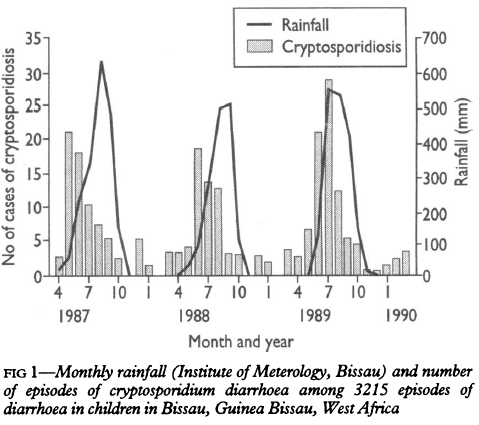 Rainfall
Cryptosporidiosis
No of cases of cryptosporidiosis
35
30
25
20
15
10
5
0
700
600
500
400
300
200
100
0
Rainfall (mm)
4 7 10 1 4 7 10 1 4 7 10 1
1987 1988 1989 1990
Month and year
FIG 1—Monthly rainfall (Institute of Meterology, Bissau) and number
of episodes of cryptosporidium diarrhoea among 3215 episodes of
diarrhoea in children in Bissau, Guinea Bissau, West Africa